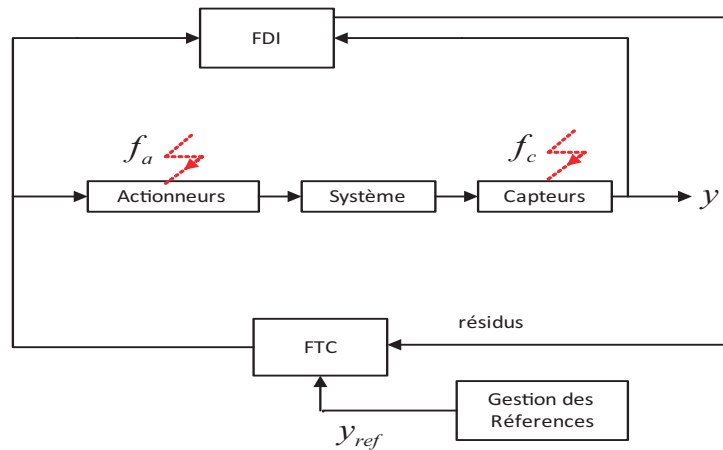 FDI
f_a
f_c
Actionneurs
Système
Capteurs
y
résidus
FTC
Gestion des
Réferences
y_ref